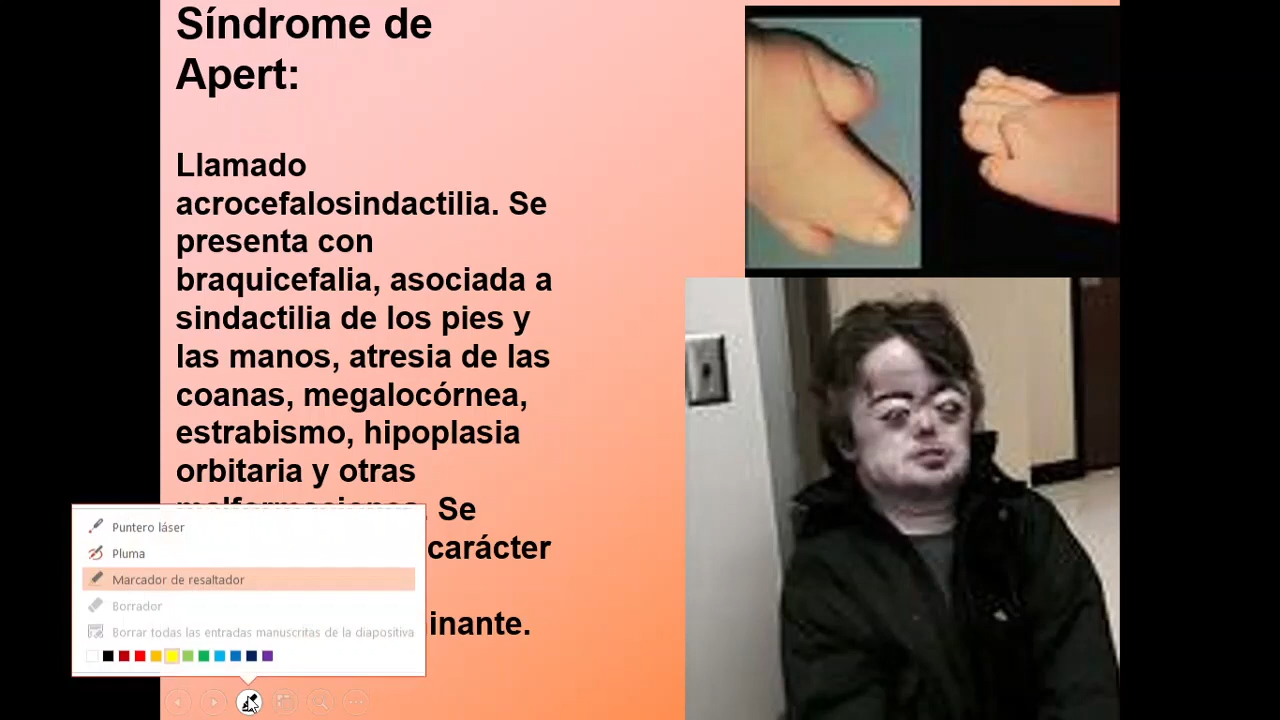 Síndrome de
Apert:
Llamado
acrocefalosindactilia. Se
presenta con
braquicefalia, asociada a
sindactilia de los pies y
las manos, atresia de las
coanas, megalocórnea,
estrabismo, hipoplasia
orbitaria y otras
malformaciones. Se
carácter
inante.
Puntero láser
Pluma
Marcador de resaltador
Borrador
Borrar todas las entradas manuscritas de la diapositiva